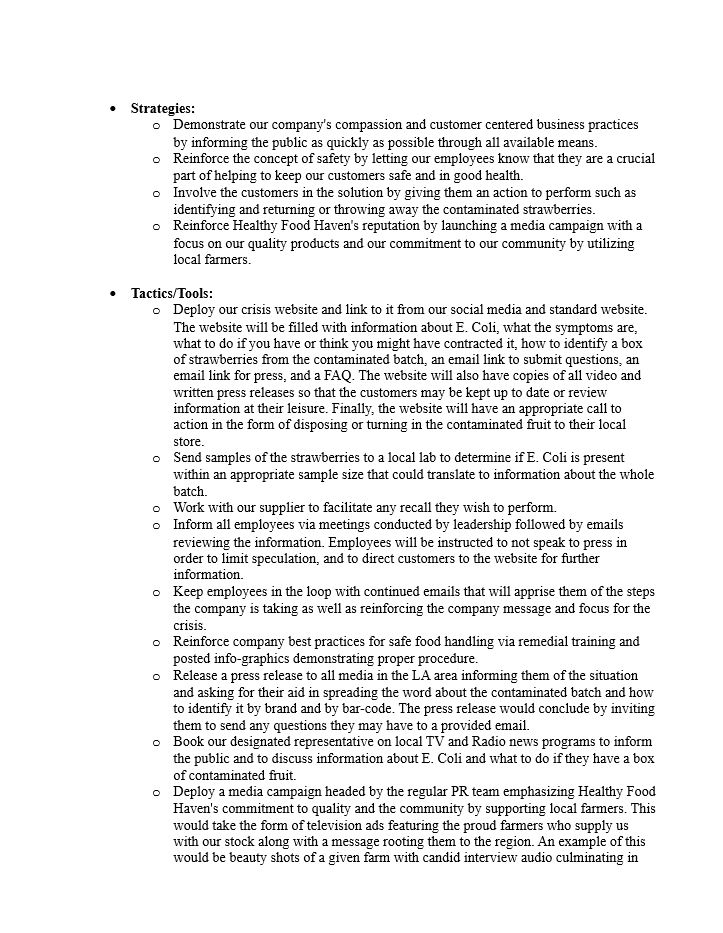 • Strategies:
o Demonstrate our company's compassion and customer centered business practices
by informing the public as quickly as possible through all available means.
o Reinforce the concept of safety by letting our employees know that they are a crucial
part of helping to keep our customers safe and in good health.
o Involve the customers in the solution by giving them an action to perform such as
identifying and returning or throwing away the contaminated strawberries.
o Reinforce Healthy Food Haven's reputation by launching a media campaign with a
focus on our quality products and our commitment to our community by utilizing
local farmers.
• Tactics/Tools:
o Deploy our crisis website and link to it from our social media and standard website.
The website will be filled with information about E. Coli, what the symptoms are,
what to do if you have or think you might have contracted it, how to identify a box
of strawberries from the contaminated batch, an email link to submit questions, an
email link for press, and a FAQ. The website will also have copies of all video and
written press releases so that the customers may be kept up to date or review
information at their leisure. Finally, the website will have an appropriate call to
action in the form of disposing or turning in the contaminated fruit to their local
store.
o Send samples of the strawberries to a local lab to determine if E. Coli is present
within an appropriate sample size that could translate to information about the whole
batch.
o Work with our supplier to facilitate any recall they wish to perform.
o Inform all employees via meetings conducted by leadership followed by emails
reviewing the information. Employees will be instructed to not speak to press in
order to limit speculation, and to direct customers to the website for further
information.
o Keep employees in the loop with continued emails that will apprise them of the steps
the company is taking as well as reinforcing the company message and focus for the
crisis.
o Reinforce company best practices for safe food handling via remedial training and
posted info-graphics demonstrating proper procedure.
o Release a press release to all media in the LA area informing them of the situation
and asking for their aid in spreading the word about the contaminated batch and how
to identify it by brand and by bar-code. The press release would conclude by inviting
them to send any questions they may have to a provided email.
o Book our designated representative on local TV and Radio news programs to inform
the public and to discuss information about E. Coli and what to do if they have a box
of contaminated fruit.
o Deploy a media campaign headed by the regular PR team emphasizing Healthy Food
Haven's commitment to quality and the community by supporting local farmers. This
would take the form of television ads featuring the proud farmers who supply us
with our stock along with a message rooting them to the region. An example of this
would be beauty shots of a given farm with candid interview audio culminating in